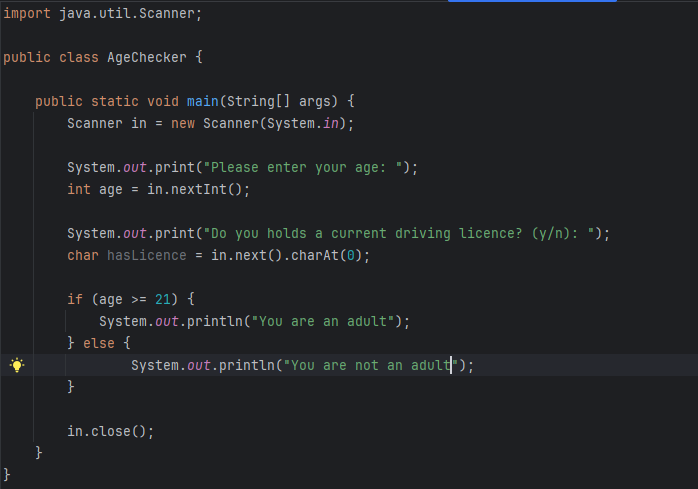 import java.util.Scanner;
public class AgeChecker {
public static void main(String[] args) {
Scanner in = new Scanner(System.in);
System.out.print("Please enter your age: ");
int age = in.nextInt();
System.out.print("Do you holds a current driving licence? (y/n): ");
char hasLicence = in.next().charAt(0);
if (age >= 21) {
System.out.println("You are an adult");
} else {
System.out.println("You are not an adult");
}
in.close();
}
}